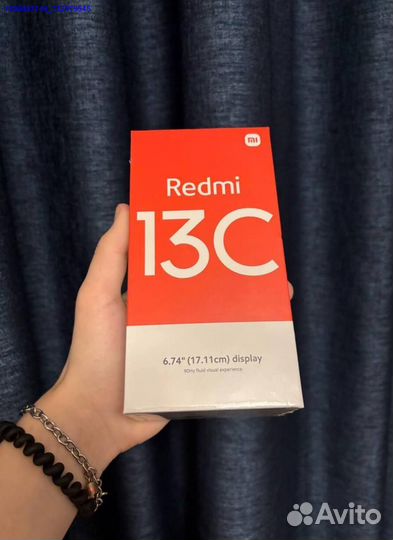 mi
Redmi
13C
6.74" (17.11cm) display
90Hz fluid visual experience
Avito